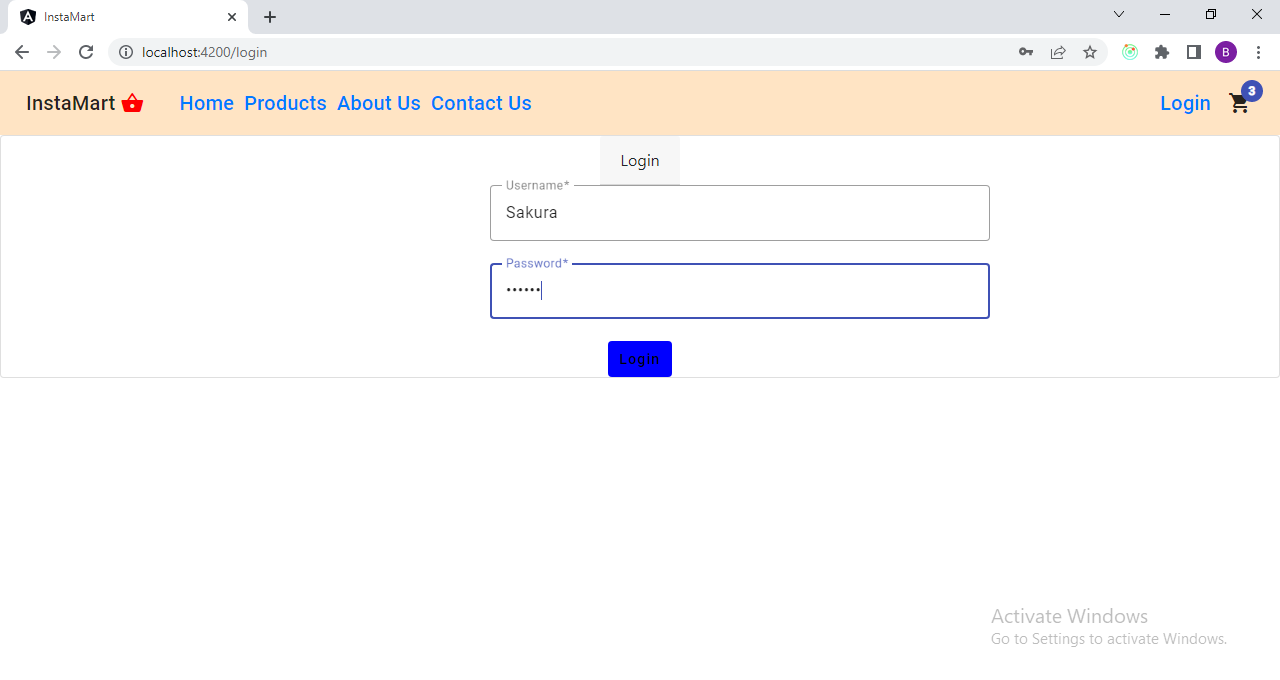 InstaMart
localhost:4200/login
B
InstaMart Home Products About Us Contact Us Login 3
Login
Username*
Sakura
Password*
••••••
Login
Activate Windows
Go to Settings to activate Windows.